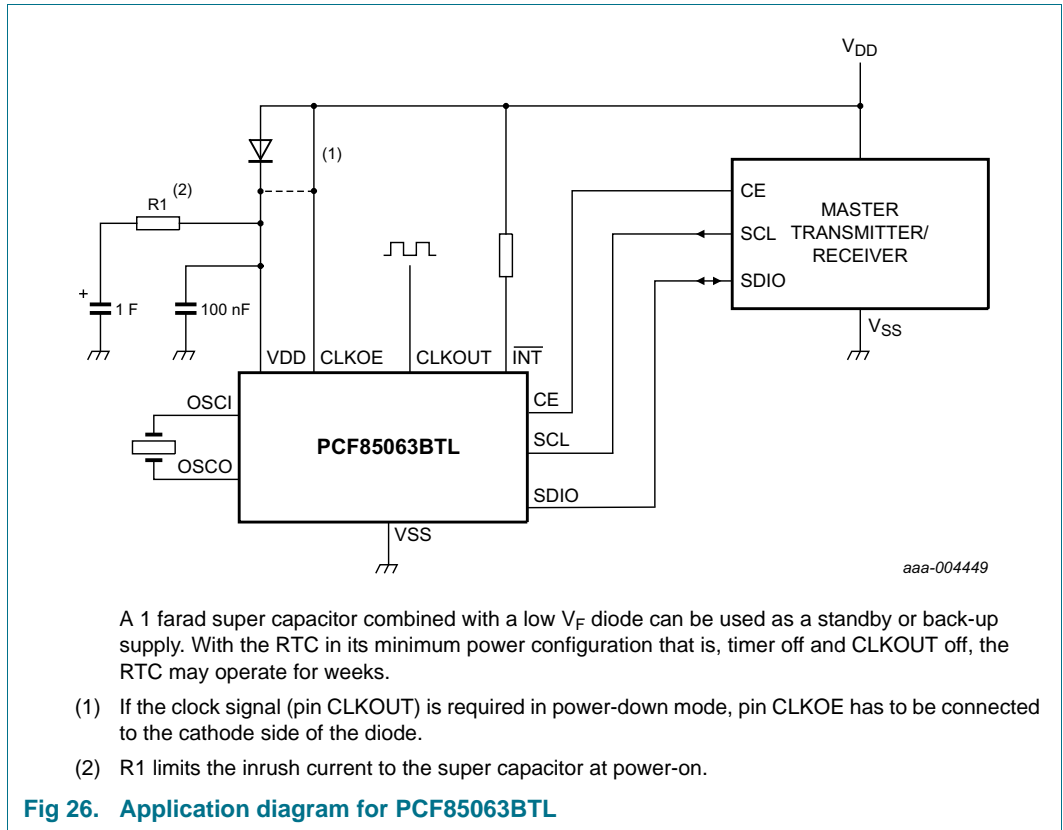 VDD
(1)
(2)
R1
CE
SCL
SDIO
MASTER
TRANSMITTER/
RECEIVER
+
1 F
100 nF
VSS
VDD
CLKOE
CLKOUT
INT
OSCI
OSCO
CE
SCL
SDIO
PCF85063BTL
VSS
aaa-004449
A 1 farad super capacitor combined with a low VF diode can be used as a standby or back-up
supply. With the RTC in its minimum power configuration that is, timer off and CLKOUT off, the
RTC may operate for weeks.
(1) If the clock signal (pin CLKOUT) is required in power-down mode, pin CLKOE has to be connected
to the cathode side of the diode.
(2) R1 limits the inrush current to the super capacitor at power-on.
Fig 26. Application diagram for PCF85063BTL